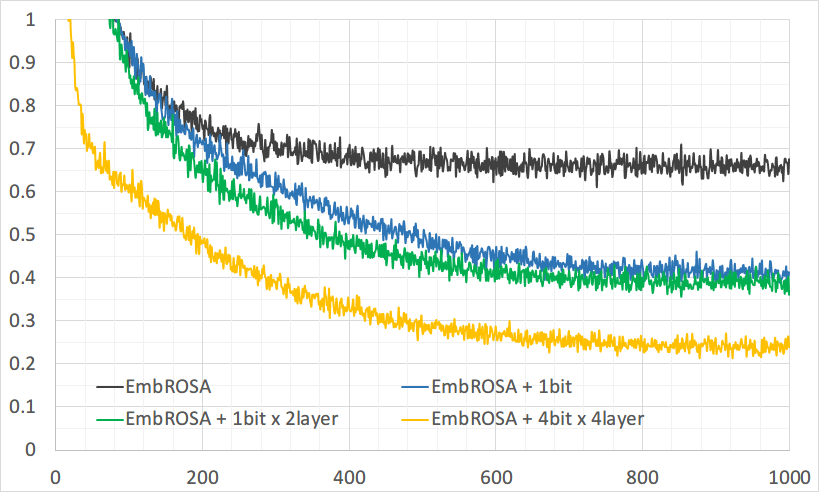 1
0.9
0.8
0.7
0.6
0.5
0.4
0.3
0.2
0.1
0
EmbROSA
EmbROSA + 1bit
EmbROSA + 1bit x 2layer
EmbROSA + 4bit x 4layer
0 200 400 600 800 1000